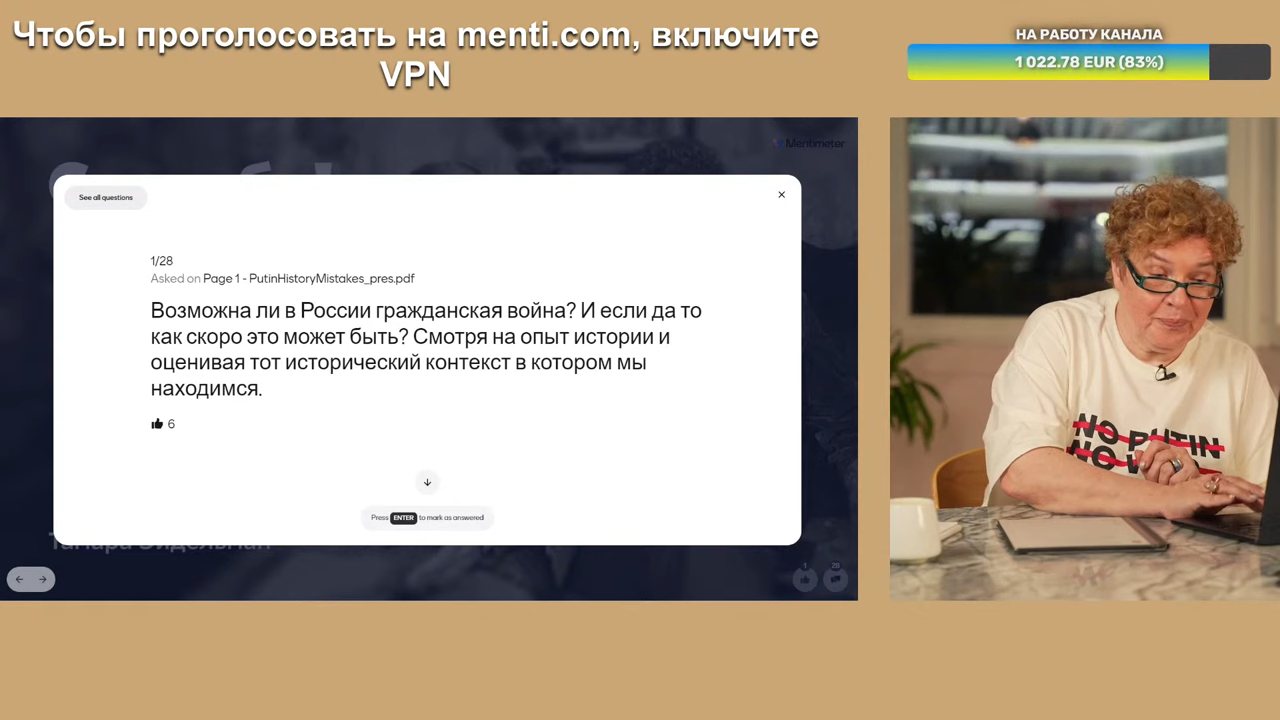 Чтобы проголосовать на menti.com, включите
VPN
НА РАБОТУ КАНАЛА
1 022.78 EUR (83%)
Mentimeter
See all questions
1/28
Asked on Page 1 - PutinHistoryMistakes_pres.pdf
Возможна ли в России гражданская война? И если да то
как скоро это может быть? Смотря на опыт истории и
оценивая тот исторический контекст в котором мы
находимся.
6
Press ENTER to mark as answered
1
28
NO PUTIN
NO